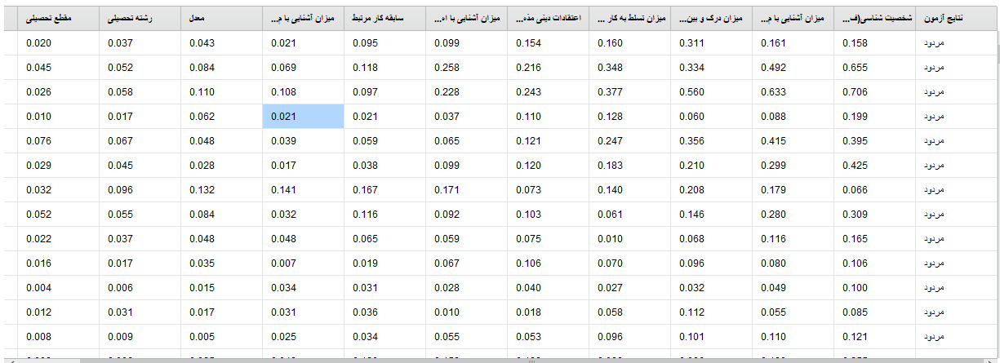 مقطع تحصیلی رشته تحصیلی معدل میزان آشنایی با م... سابقه کار مرتبط میزان آشنایی با اه... اعتقادات دینی مذه... میزان تسلط به کار ... میزان درک و بین... میزان آشنایی با م... شخصیت شناسی(ف... نتایج آزمون
0.020 0.037 0.043 0.021 0.095 0.099 0.154 0.160 0.311 0.161 0.158 مردود
0.045 0.052 0.084 0.069 0.118 0.258 0.216 0.348 0.334 0.492 0.655 مردود
0.026 0.058 0.110 0.108 0.097 0.228 0.243 0.377 0.560 0.633 0.706 مردود
0.010 0.017 0.062 0.021 0.021 0.037 0.110 0.128 0.060 0.088 0.199 مردود
0.076 0.067 0.048 0.039 0.059 0.065 0.121 0.247 0.356 0.415 0.395 مردود
0.029 0.045 0.028 0.017 0.038 0.099 0.120 0.183 0.210 0.299 0.425 مردود
0.032 0.096 0.132 0.141 0.167 0.171 0.073 0.140 0.208 0.179 0.066 مردود
0.052 0.055 0.084 0.032 0.116 0.092 0.103 0.061 0.146 0.280 0.309 مردود
0.022 0.037 0.048 0.048 0.065 0.059 0.075 0.010 0.068 0.116 0.165 مردود
0.016 0.017 0.035 0.007 0.019 0.067 0.106 0.070 0.096 0.080 0.106 مردود
0.004 0.006 0.015 0.034 0.031 0.028 0.040 0.027 0.032 0.049 0.100 مردود
0.012 0.031 0.017 0.031 0.036 0.010 0.018 0.058 0.112 0.055 0.085 مردود
0.008 0.009 0.005 0.025 0.034 0.055 0.053 0.096 0.101 0.110 0.121 مردود